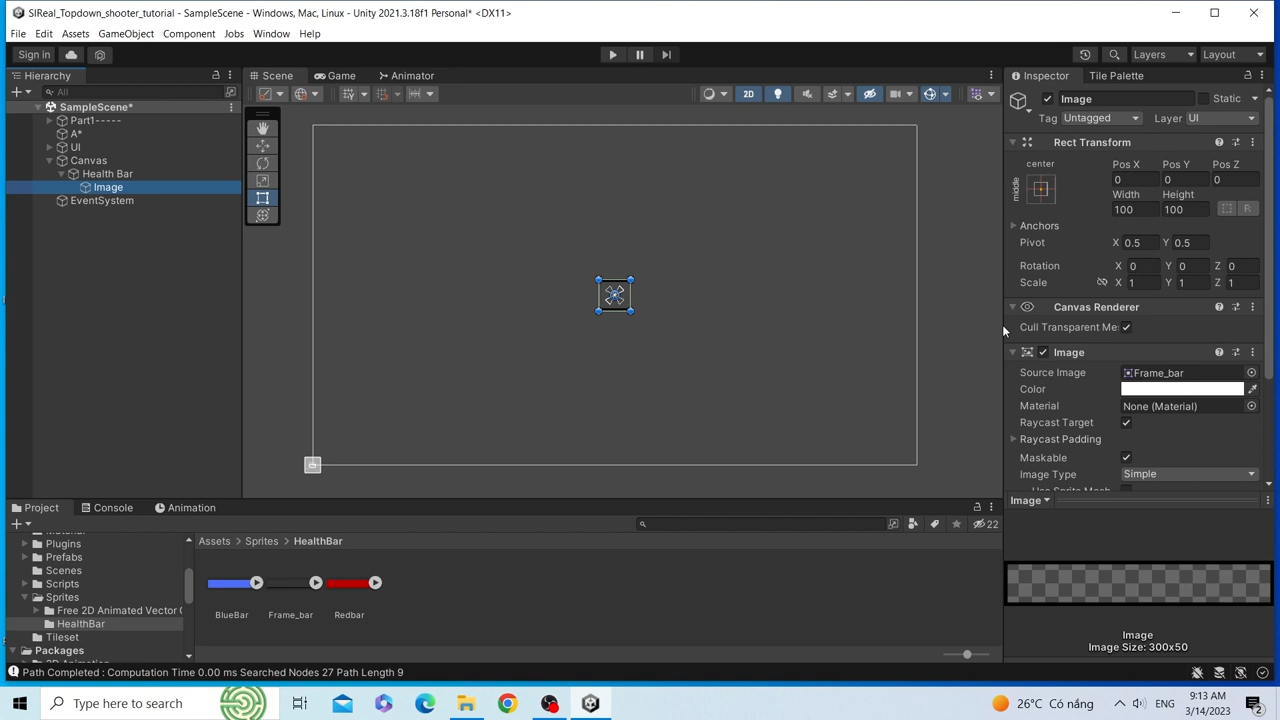 SIReal_Topdown_shooter_tutorial - SampleScene - Windows, Mac, Linux - Unity 2021.3.18f1 Personal* <DX11>
File Edit Assets GameObject Component Jobs Window Help
Sign in Layers Layout
Hierarchy Scene Game Animator Inspector Tile Palette
All
SampleScene*
Part1-----
A*
UI
Canvas
Health Bar
Image
EventSystem
2D
Image Static
Tag Untagged Layer UI
Rect Transform
center Pos X Pos Y Pos Z
middle 0 0 0
Width Height
100 100 R
Anchors
Pivot X 0.5 Y 0.5
Rotation X 0 Y 0 Z 0
Scale X 1 Y 1 Z 1
Canvas Renderer
Cull Transparent Me
Image
Source Image Frame_bar
Color
Material None (Material)
Raycast Target
Raycast Padding
Maskable
Image Type Simple
Image
Image
Image Size: 300x50
Project Console Animation
22
Plugins
Prefabs
Scenes
Scripts
Sprites
Free 2D Animated Vector
HealthBar
Tileset
Packages
Assets > Sprites > HealthBar
BlueBar Frame_bar Redbar
Path Completed : Computation Time 0.00 ms Searched Nodes 27 Path Length 9
Type here to search
26°C Có nắng ENG 9:13 AM
3/14/2023 2